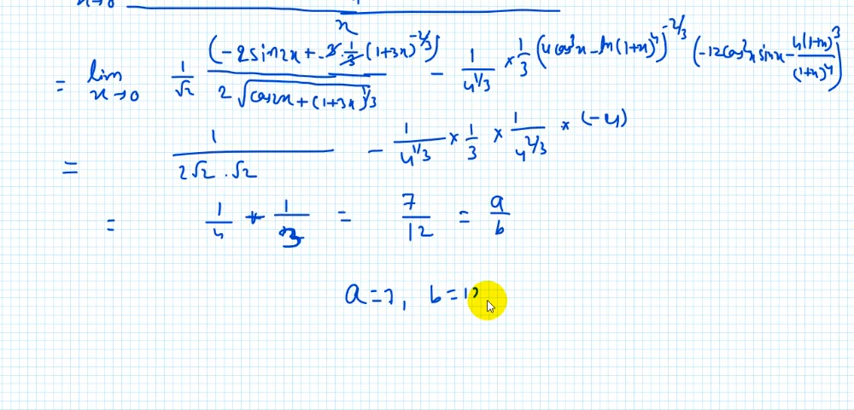 x
= lim x→0 1/√2 (-2sin2x + 3·1/3(1+3x)^-2/3) / 2√cos2x+(1+3x)^1/3 - 1/4^1/3 × 1/3 (4cos³x - ln(1+x)⁴)^-2/3 (-12cos²x sinx - 4(1+x)³/(1+x)⁴)
= 1/2√2·√2 - 1/4^1/3 × 1/3 × 1/4^2/3 × (-4)
= 1/4 + 1/3 = 7/12 = a/b
a=7, b=12